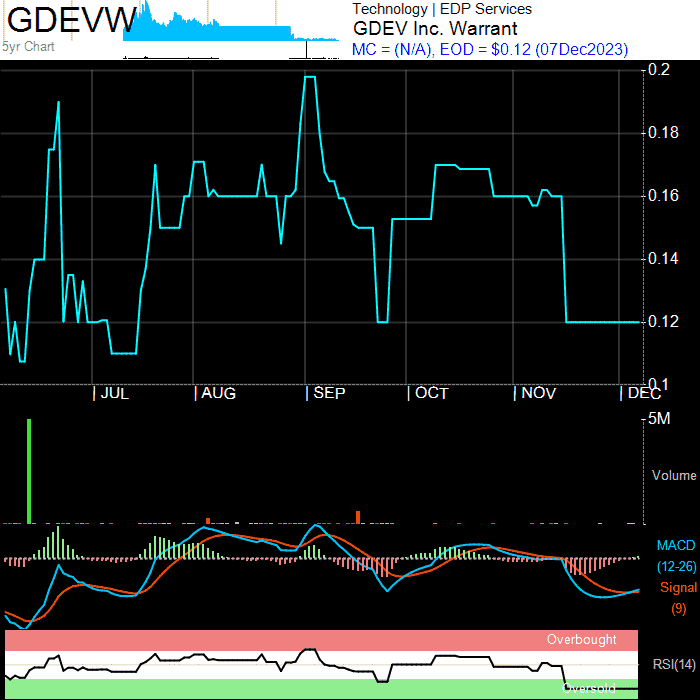 GDEVW
5yr Chart
Technology | EDP Services
GDEV Inc. Warrant
MC = (N/A), EOD = $0.12 (07Dec2023)
0.2
0.18
0.16
0.14
0.12
0.1
JUL
AUG
SEP
OCT
NOV
DEC
5M
Volume
MACD
(12-26)
Signal
(9)
Overbought
RSI(14)
Oversold